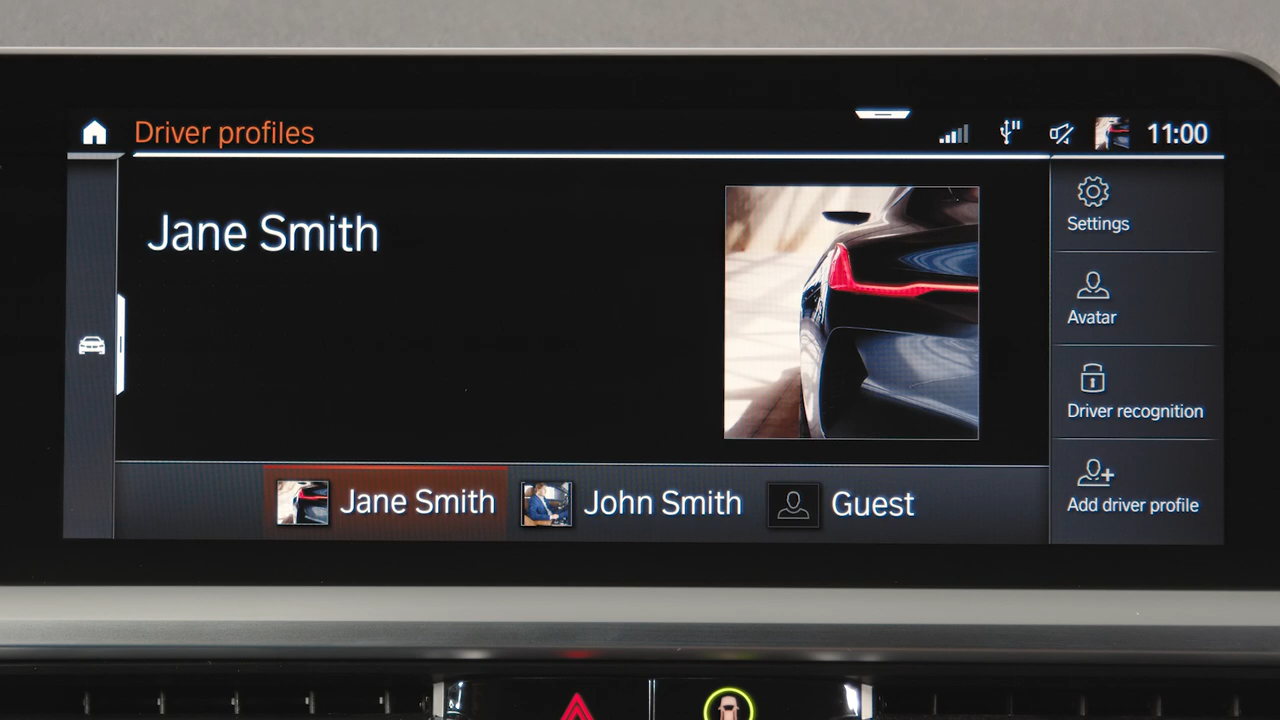 Driver profiles
11:00
Jane Smith
Settings
Avatar
Driver recognition
Add driver profile
Jane Smith
John Smith
Guest